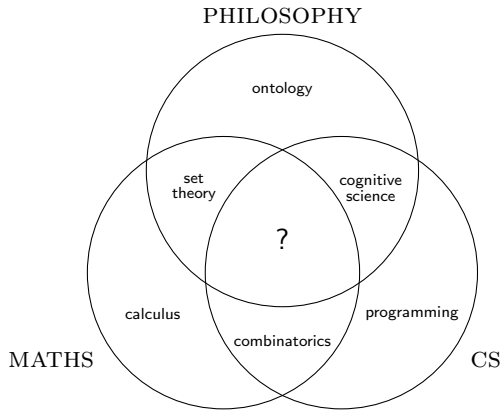 PHILOSOPHY
ontology
set
theory
cognitive
science
?
calculus
programming
combinatorics
MATHS
CS